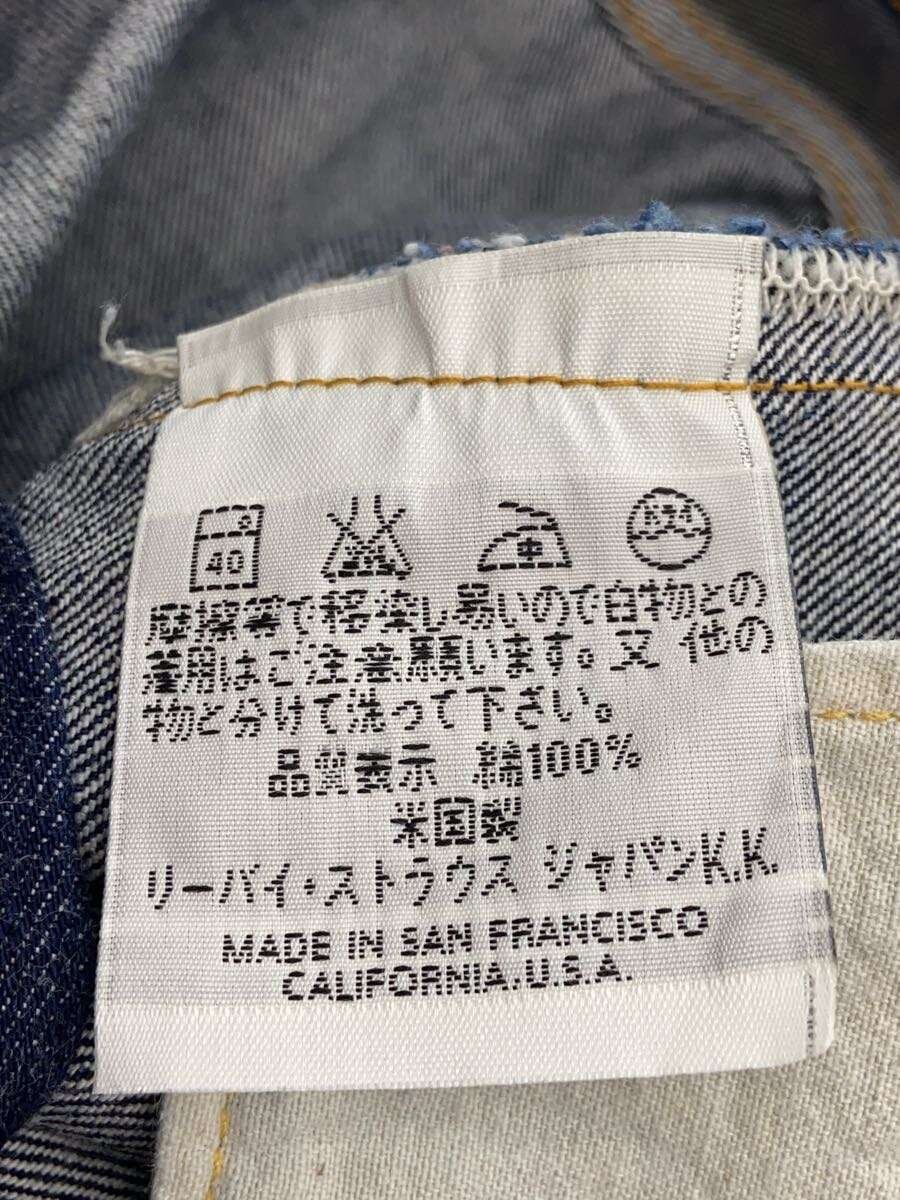 40
摩擦等で移染し易いので白物との
着用はご注意願います。又 他の
物と分けて洗って下さい。
品質表示 綿100%
米国製
リーバイ・ストラウス ジャパンK.K.
MADE IN SAN FRANCISCO
CALIFORNIA.U.S.A.